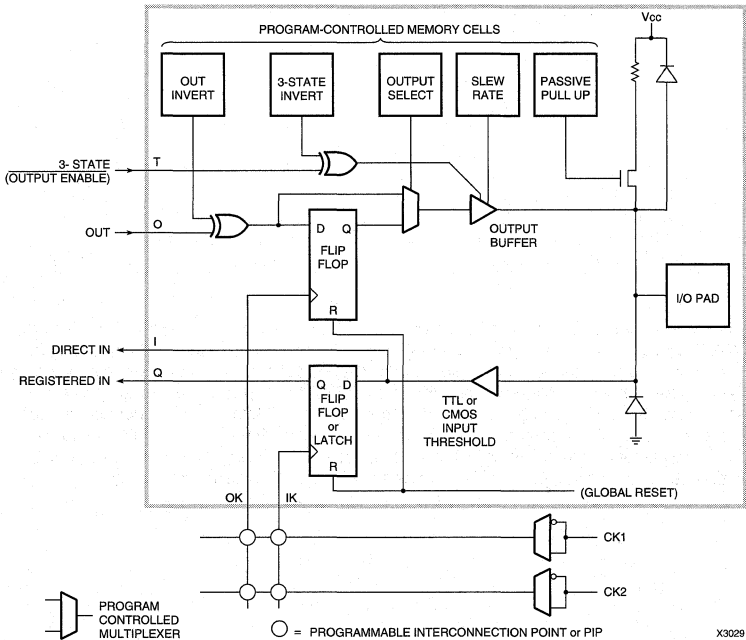 Vcc
PROGRAM-CONTROLLED MEMORY CELLS
OUT
INVERT
3-STATE
INVERT
OUTPUT
SELECT
SLEW
RATE
PASSIVE
PULL UP
3- STATE
(OUTPUT ENABLE)
T
OUT
O
D Q
FLIP
FLOP
R
OUTPUT
BUFFER
I/O PAD
DIRECT IN
I
REGISTERED IN
Q
Q D
FLIP
FLOP
or
LATCH
R
TTL or
CMOS
INPUT
THRESHOLD
OK
IK
(GLOBAL RESET)
CK1
CK2
PROGRAM
CONTROLLED
MULTIPLEXER
= PROGRAMMABLE INTERCONNECTION POINT or PIP
X3029